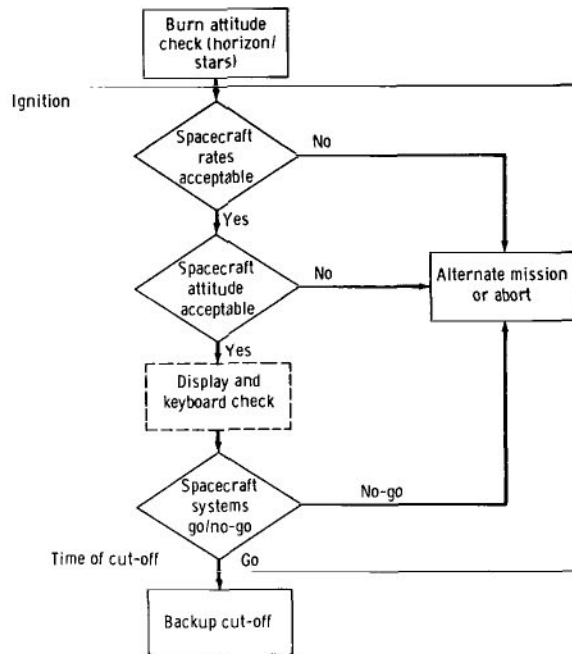 Burn attitude
check (horizon/
stars)
Ignition
Spacecraft
rates
acceptable
No
Yes
Spacecraft
attitude
acceptable
No
Alternate mission
or abort
Yes
Display and
keyboard check
Spacecraft
systems
go/no-go
No-go
Time of cut-off
Go
Backup cut-off